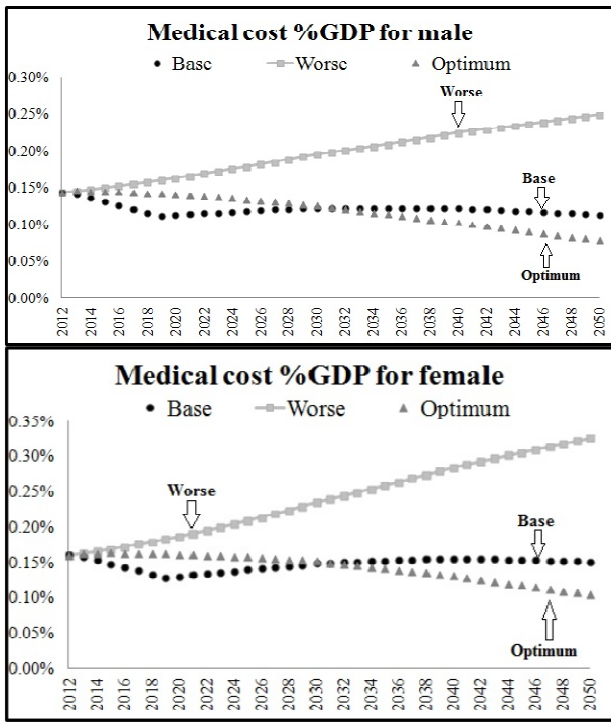 Medical cost %GDP for male
Base Worse Optimum
0.30%
0.25%
0.20%
0.15%
0.10%
0.05%
0.00%
Worse
Base
Optimum
2012 2014 2016 2018 2020 2022 2024 2026 2028 2030 2032 2034 2036 2038 2040 2042 2044 2046 2048 2050
Medical cost %GDP for female
Base Worse Optimum
0.35%
0.30%
0.25%
0.20%
0.15%
0.10%
0.05%
0.00%
Worse
Base
Optimum
2012 2014 2016 2018 2020 2022 2024 2026 2028 2030 2032 2034 2036 2038 2040 2042 2044 2046 2048 2050